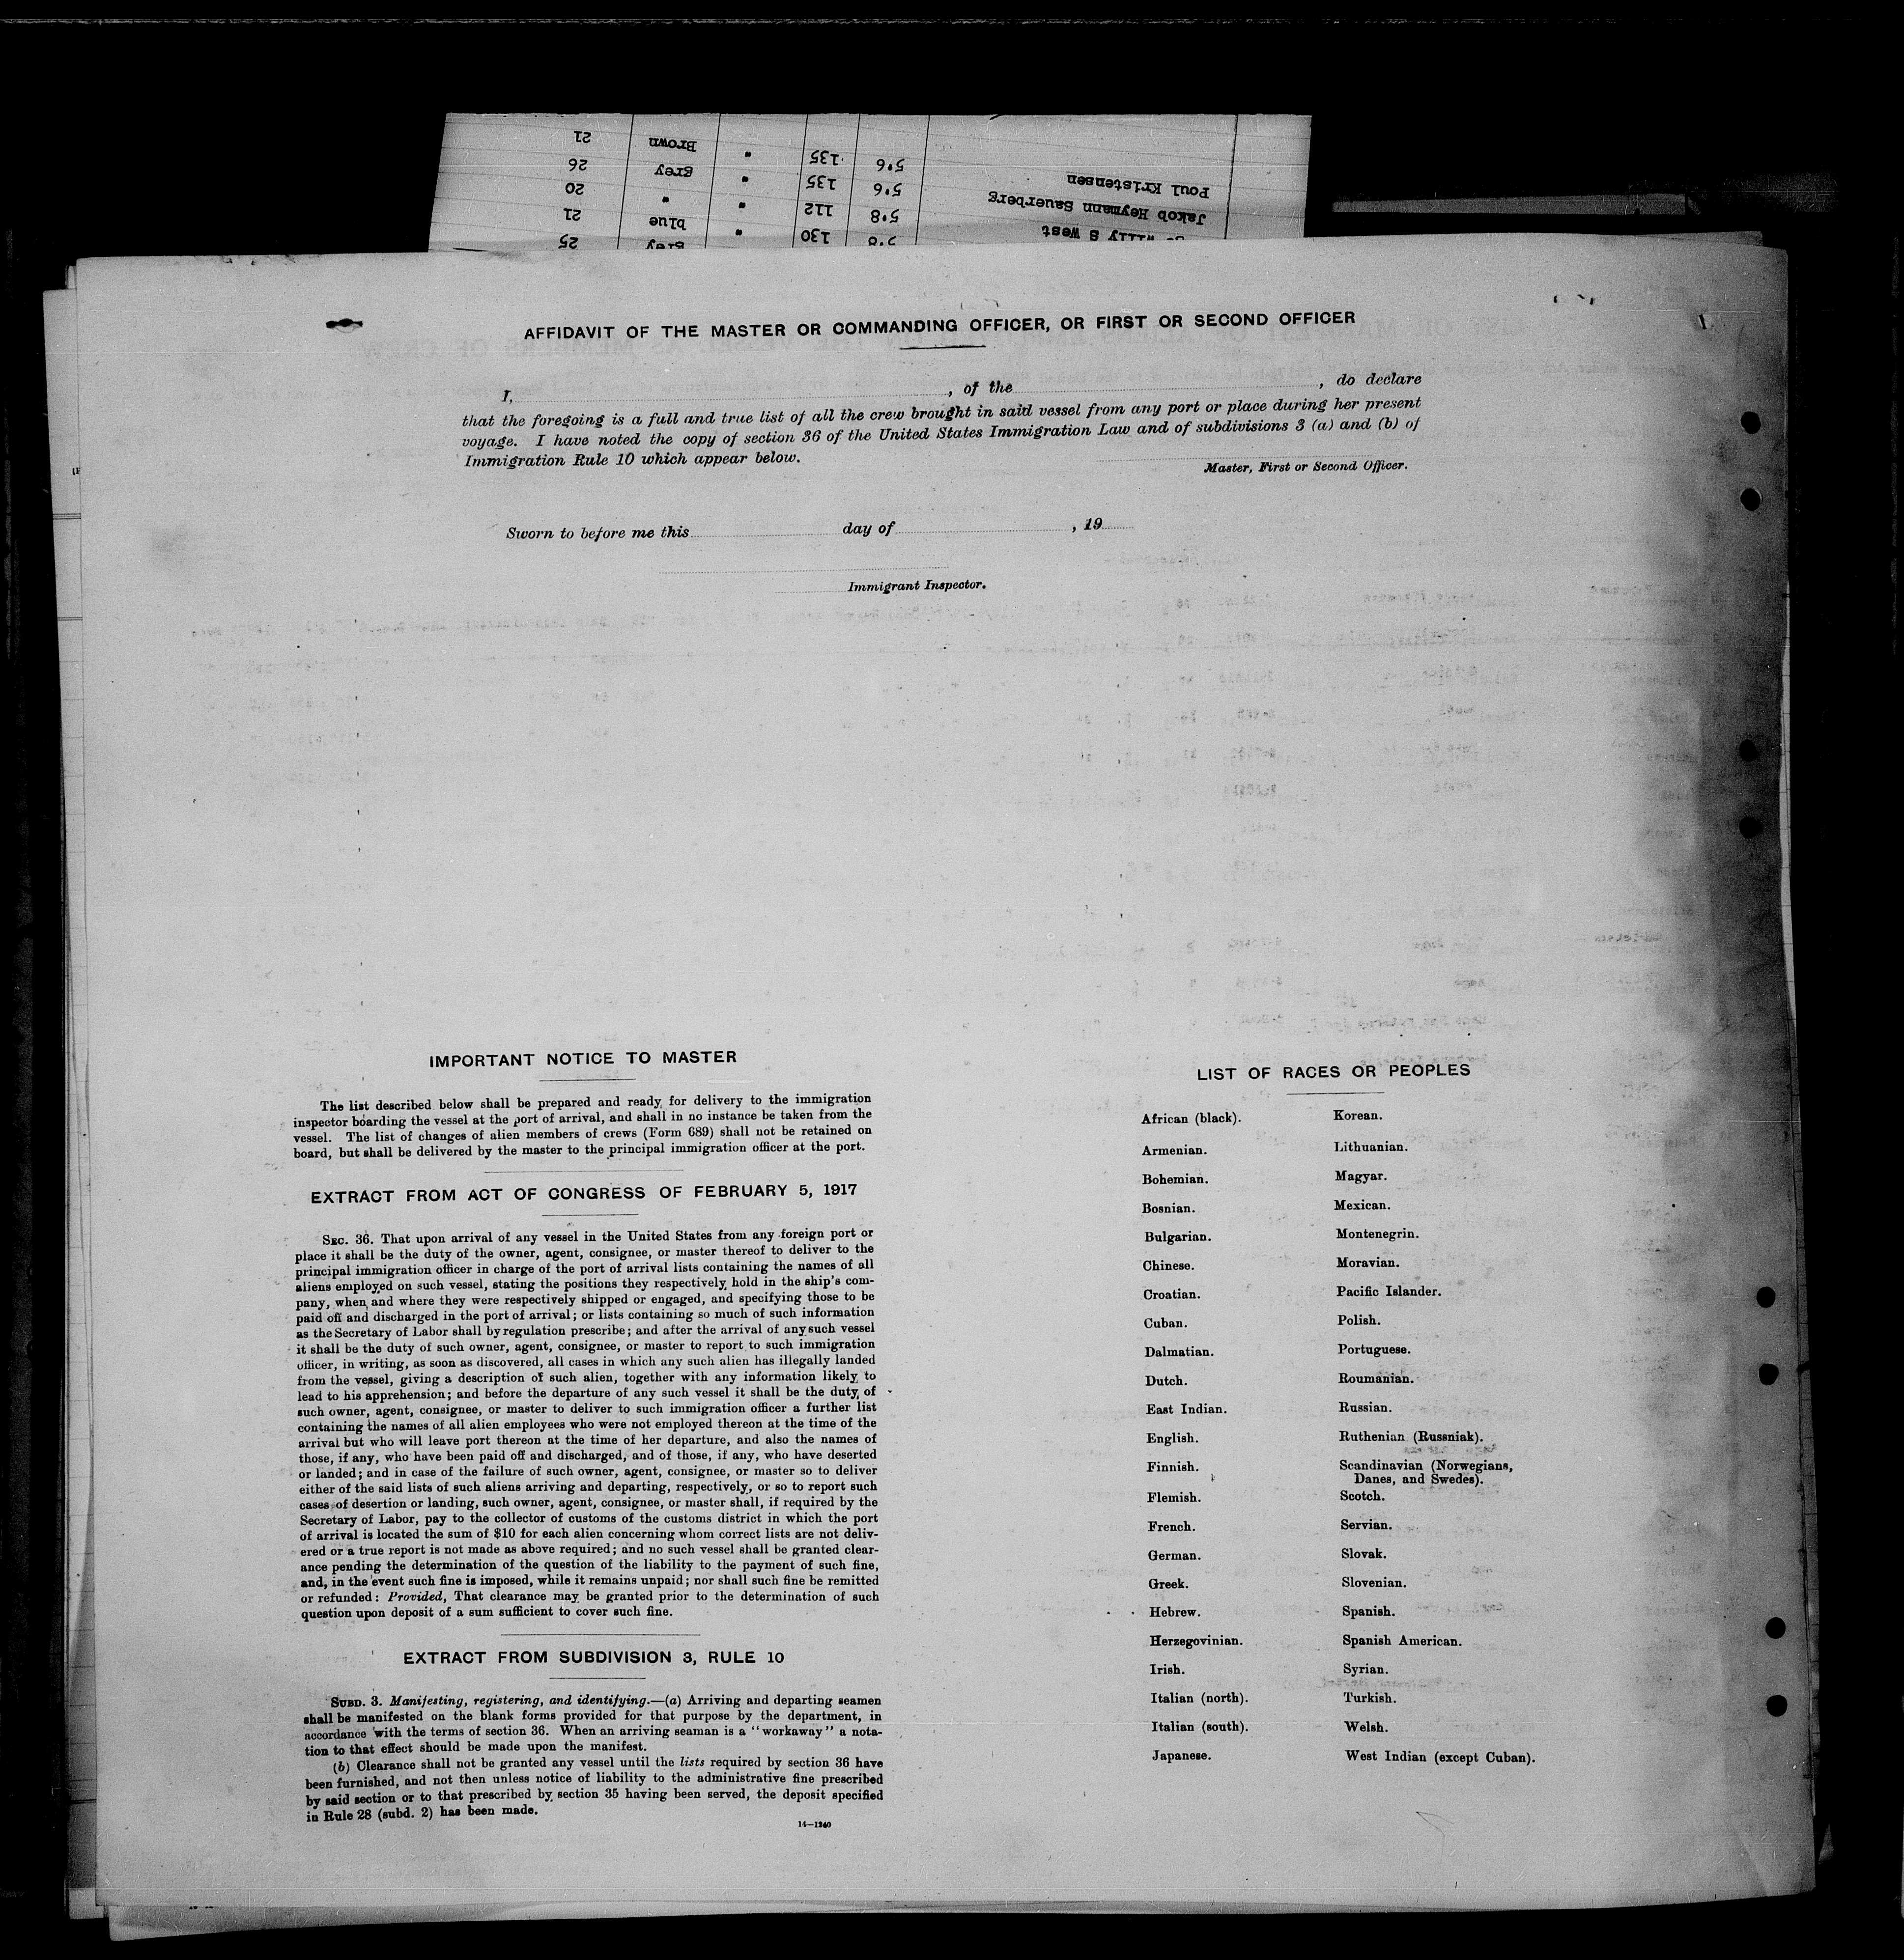 21 Brown " 135 5'6 Poul Kristensen
26 grey " 135 5'6 Jakob Heymann Sauerberg
20 " " 112 5'8 Willy S West
21 blue " 130 5'8
25 grey
AFFIDAVIT OF THE MASTER OR COMMANDING OFFICER, OR FIRST OR SECOND OFFICER
I, , of the , do declare
that the foregoing is a full and true list of all the crew brought in said vessel from any port or place during her present
voyage. I have noted the copy of section 36 of the United States Immigration Law and of subdivisions 3 (a) and (b) of
Immigration Rule 10 which appear below.
Master, First or Second Officer.
Sworn to before me this day of , 19
Immigrant Inspector.
IMPORTANT NOTICE TO MASTER
The list described below shall be prepared and ready for delivery to the immigration
inspector boarding the vessel at the port of arrival, and shall in no instance be taken from the
vessel. The list of changes of alien members of crews (Form 689) shall not be retained on
board, but shall be delivered by the master to the principal immigration officer at the port.
EXTRACT FROM ACT OF CONGRESS OF FEBRUARY 5, 1917
SEC. 36. That upon arrival of any vessel in the United States from any foreign port or
place it shall be the duty of the owner, agent, consignee, or master thereof to deliver to the
principal immigration officer in charge of the port of arrival lists containing the names of all
aliens employed on such vessel, stating the positions they respectively hold in the ship's com-
pany, when and where they were respectively shipped or engaged, and specifying those to be
paid off and discharged in the port of arrival; or lists containing so much of such information
as the Secretary of Labor shall by regulation prescribe; and after the arrival of any such vessel
it shall be the duty of such owner, agent, consignee, or master to report to such immigration
officer, in writing, as soon as discovered, all cases in which any such alien has illegally landed
from the vessel, giving a description of such alien, together with any information likely to
lead to his apprehension; and before the departure of any such vessel it shall be the duty of
such owner, agent, consignee, or master to deliver to such immigration officer a further list
containing the names of all alien employees who were not employed thereon at the time of the
arrival but who will leave port thereon at the time of her departure, and also the names of
those, if any, who have been paid off and discharged, and of those, if any, who have deserted
or landed; and in case of the failure of such owner, agent, consignee, or master so to deliver
either of the said lists of such aliens arriving and departing, respectively, or so to report such
cases of desertion or landing, such owner, agent, consignee, or master shall, if required by the
Secretary of Labor, pay to the collector of customs of the customs district in which the port
of arrival is located the sum of $10 for each alien concerning whom correct lists are not deliv-
ered or a true report is not made as above required; and no such vessel shall be granted clear-
ance pending the determination of the question of the liability to the payment of such fine,
and, in the event such fine is imposed, while it remains unpaid; nor shall such fine be remitted
or refunded: Provided, That clearance may be granted prior to the determination of such
question upon deposit of a sum sufficient to cover such fine.
EXTRACT FROM SUBDIVISION 3, RULE 10
SUBD. 3. Manifesting, registering, and identifying.—(a) Arriving and departing seamen
shall be manifested on the blank forms provided for that purpose by the department, in
accordance with the terms of section 36. When an arriving seaman is a "workaway" a nota-
tion to that effect should be made upon the manifest.
(b) Clearance shall not be granted any vessel until the lists required by section 36 have
been furnished, and not then unless notice of liability to the administrative fine prescribed
by said section or to that prescribed by section 35 having been served, the deposit specified
in Rule 28 (subd. 2) has been made.
14—1240
LIST OF RACES OR PEOPLES
African (black).
Armenian.
Bohemian.
Bosnian.
Bulgarian.
Chinese.
Croatian.
Cuban.
Dalmatian.
Dutch.
East Indian.
English.
Finnish.
Flemish.
French.
German.
Greek.
Hebrew.
Herzegovinian.
Irish.
Italian (north).
Italian (south).
Japanese.
Korean.
Lithuanian.
Magyar.
Mexican.
Montenegrin.
Moravian.
Pacific Islander.
Polish.
Portuguese.
Roumanian.
Russian.
Ruthenian (Russniak).
Scandinavian (Norwegians,
Danes, and Swedes).
Scotch.
Servian.
Slovak.
Slovenian.
Spanish.
Spanish American.
Syrian.
Turkish.
Welsh.
West Indian (except Cuban).